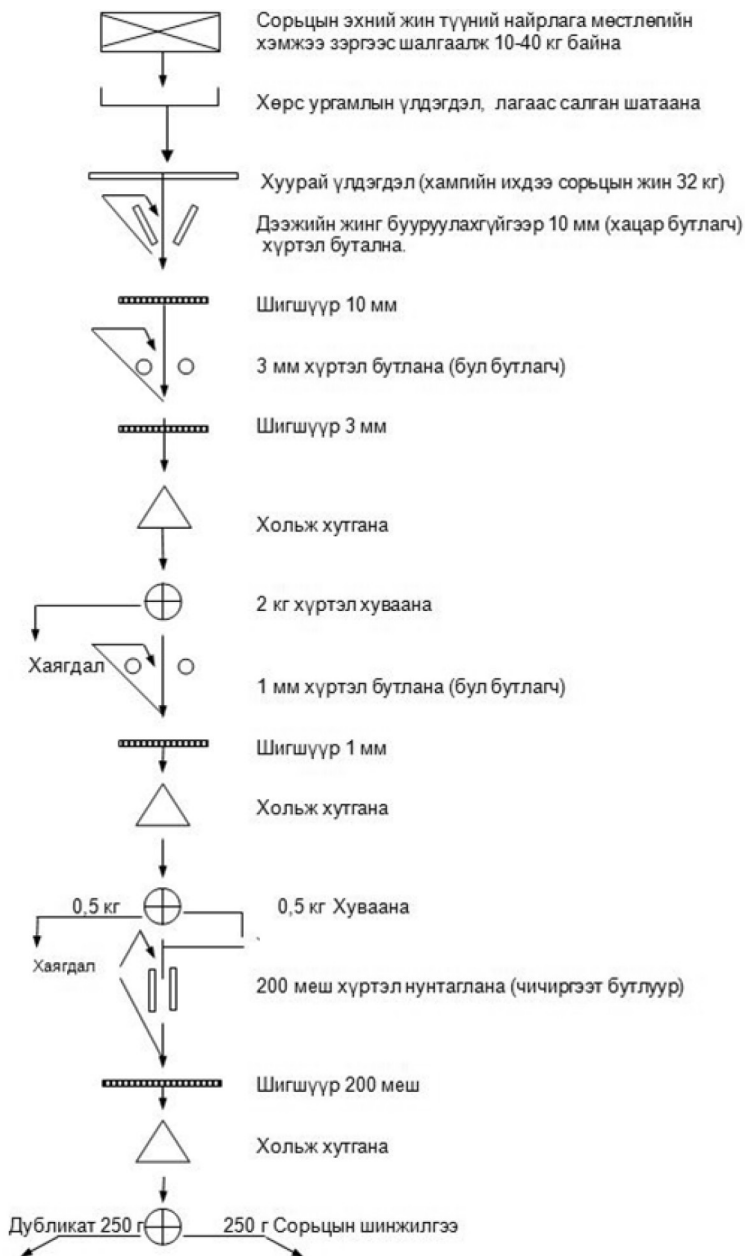 Сорьцын эхний жин түүний найрлага мөстлөгийн
хэмжээ зэргээс шалгаалж 10-40 кг байна
Хөрс ургамлын үлдэгдэл, лагаас салган шатаана
Хуурай үлдэгдэл (хамгийн ихдээ сорьцын жин 32 кг)
Дээжийн жинг бууруулахгүйгээр 10 мм (хацар бутлагч)
хүртэл бутална.
Шигшүүр 10 мм
3 мм хүртэл бутлана (бул бутлагч)
Шигшүүр 3 мм
Хольж хутгана
2 кг хүртэл хуваана
Хаягдал
1 мм хүртэл бутлана (бул бутлагч)
Шигшүүр 1 мм
Хольж хутгана
0,5 кг
0,5 кг Хуваана
Хаягдал
200 меш хүртэл нунтаглана (чичиргээт бутлуур)
Шигшүүр 200 меш
Хольж хутгана
Дубликат 250 г
250 г Сорьцын шинжилгээ